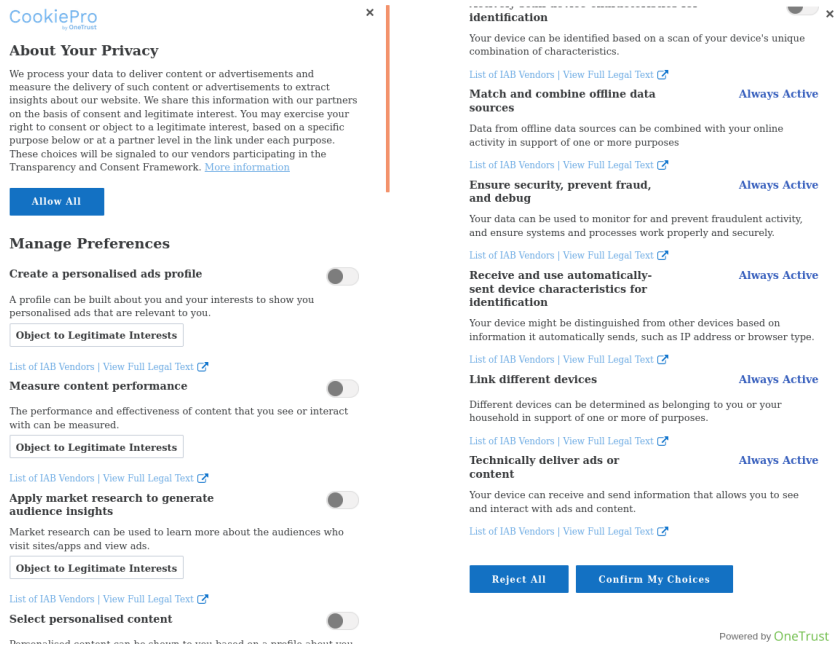 CookiePro
by OneTrust
×
About Your Privacy
We process your data to deliver content or advertisements and
measure the delivery of such content or advertisements to extract
insights about our website. We share this information with our partners
on the basis of consent and legitimate interest. You may exercise your
right to consent or object to a legitimate interest, based on a specific
purpose below or at a partner level in the link under each purpose.
These choices will be signaled to our vendors participating in the
Transparency and Consent Framework. More information
Allow All
Manage Preferences
Create a personalised ads profile
A profile can be built about you and your interests to show you
personalised ads that are relevant to you.
Object to Legitimate Interests
List of IAB Vendors | View Full Legal Text
Measure content performance
The performance and effectiveness of content that you see or interact
with can be measured.
Object to Legitimate Interests
List of IAB Vendors | View Full Legal Text
Apply market research to generate
audience insights
Market research can be used to learn more about the audiences who
visit sites/apps and view ads.
Object to Legitimate Interests
List of IAB Vendors | View Full Legal Text
Select personalised content
Personalised content can be shown to you based on a profile about you
×
identification
Your device can be identified based on a scan of your device's unique
combination of characteristics.
List of IAB Vendors | View Full Legal Text
Match and combine offline data
sources
Always Active
Data from offline data sources can be combined with your online
activity in support of one or more purposes
List of IAB Vendors | View Full Legal Text
Ensure security, prevent fraud,
and debug
Always Active
Your data can be used to monitor for and prevent fraudulent activity,
and ensure systems and processes work properly and securely.
List of IAB Vendors | View Full Legal Text
Receive and use automatically-
sent device characteristics for
identification
Always Active
Your device might be distinguished from other devices based on
information it automatically sends, such as IP address or browser type.
List of IAB Vendors | View Full Legal Text
Link different devices
Always Active
Different devices can be determined as belonging to you or your
household in support of one or more of purposes.
List of IAB Vendors | View Full Legal Text
Technically deliver ads or
content
Always Active
Your device can receive and send information that allows you to see
and interact with ads and content.
List of IAB Vendors | View Full Legal Text
Reject All
Confirm My Choices
Powered by OneTrust